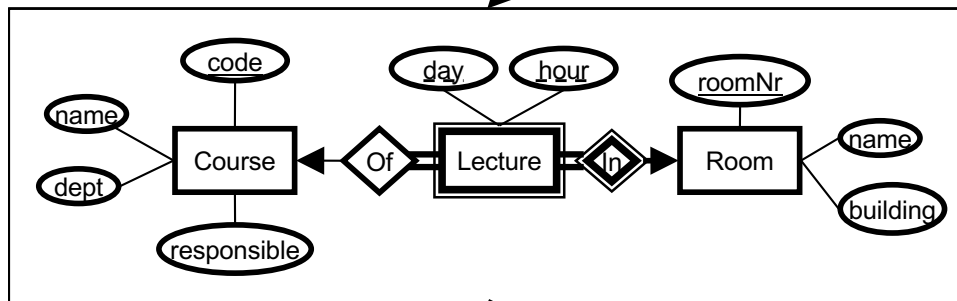 code
day
hour
roomNr
name
name
Course
Of
Lecture
In
Room
dept
building
responsible